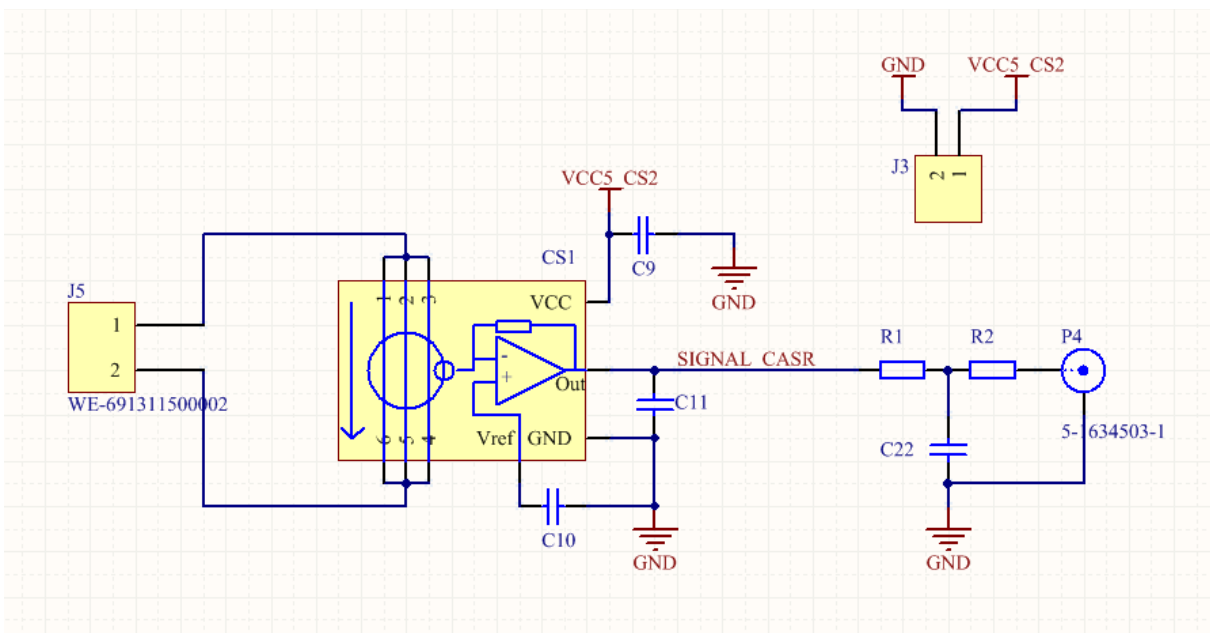 GND VCC5_CS2
J3
2 1
VCC5_CS2
CS1
C9
GND
J5
1
2
WE-691311500002
1 2 3
VCC
-
+
Out
Vref GND
6 5 4
SIGNAL_CASR
C11
C10
GND
R1 R2 P4
C22
5-1634503-1
GND